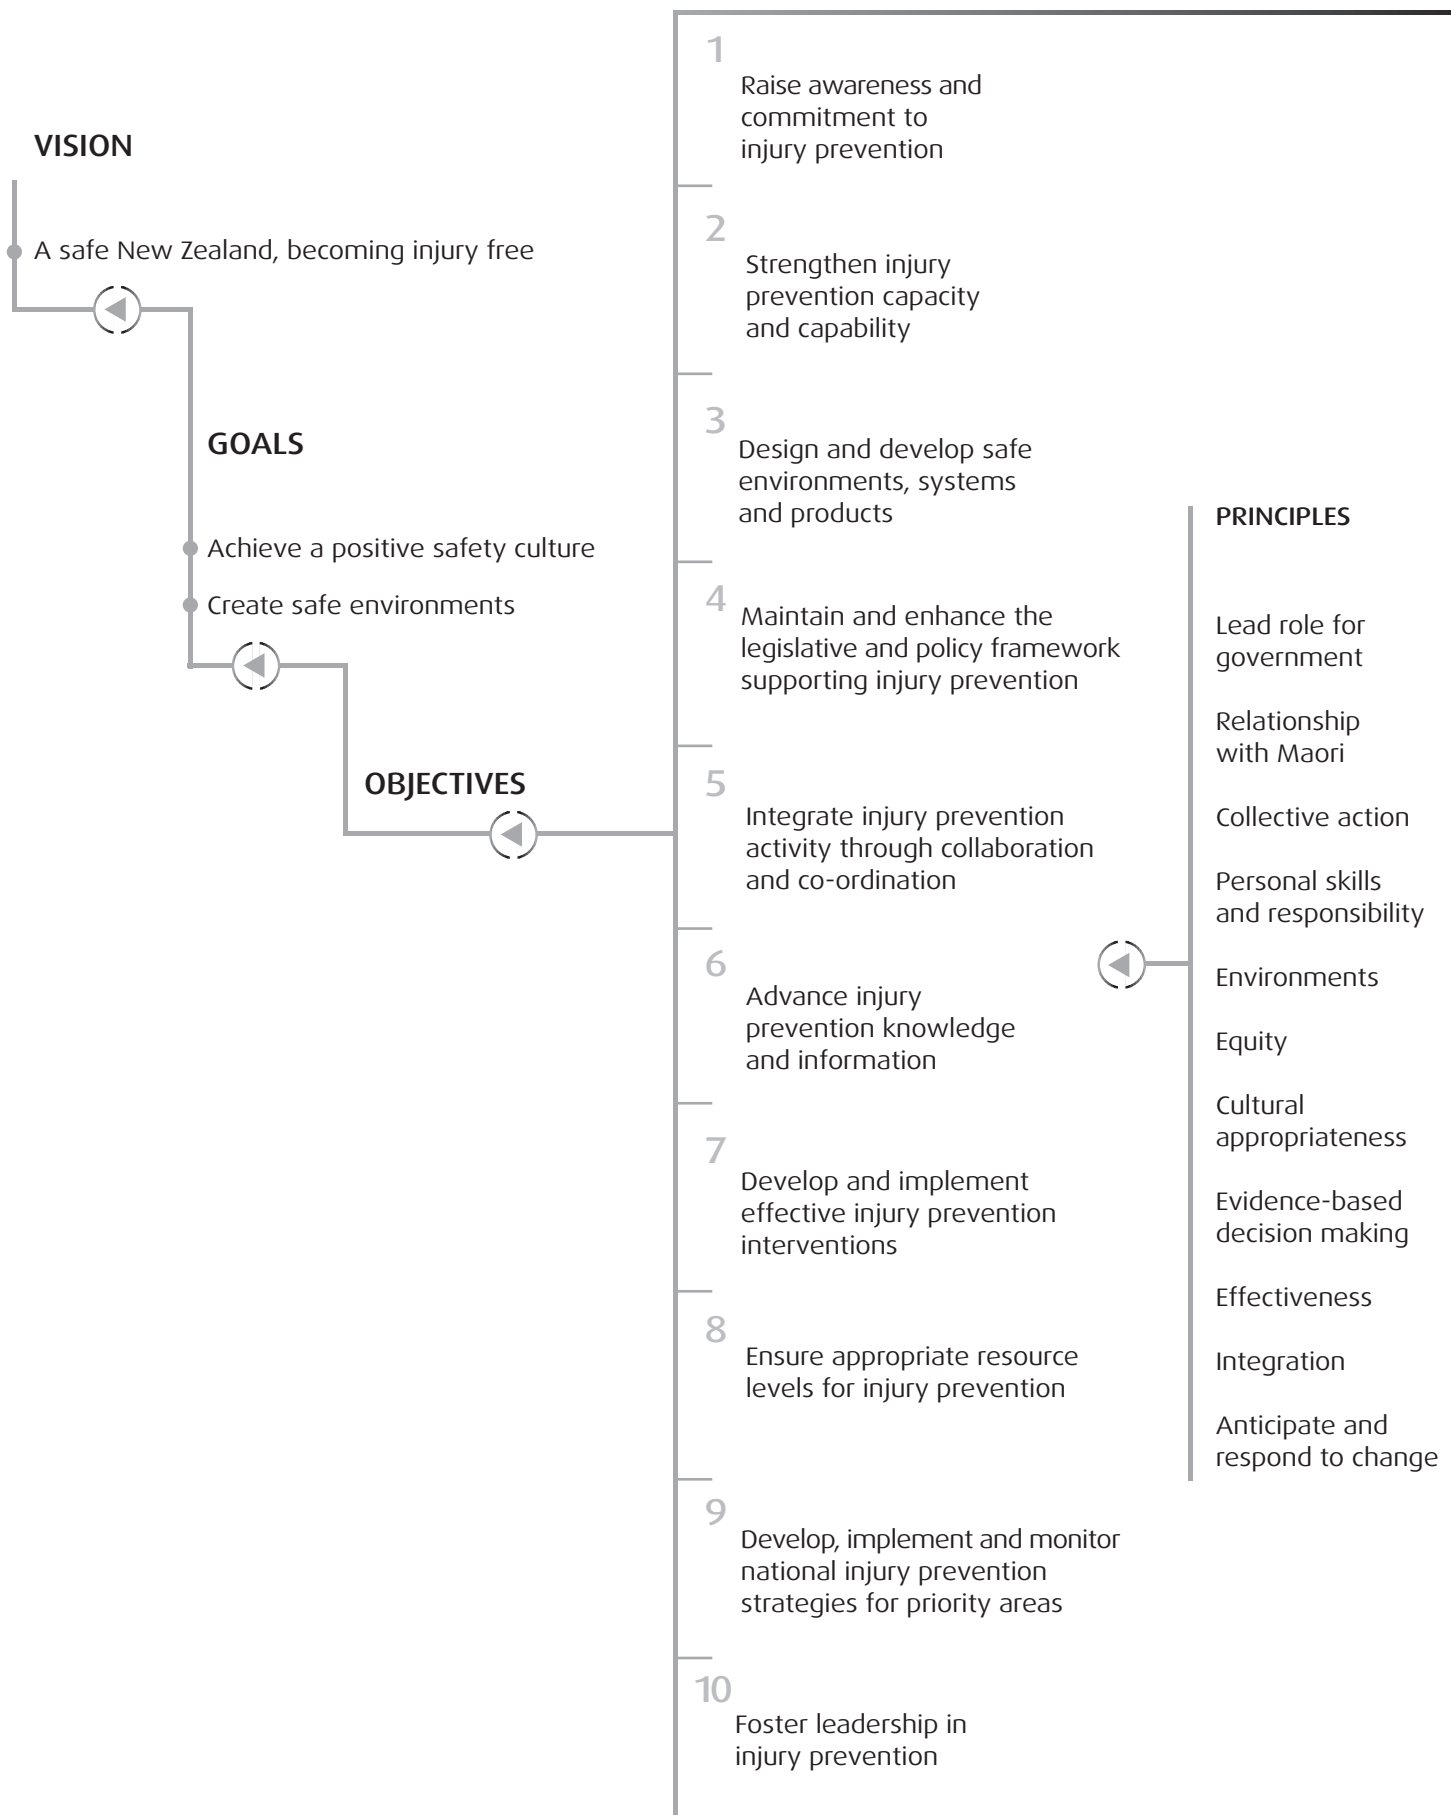 VISION
A safe New Zealand, becoming injury free
GOALS
Achieve a positive safety culture
Create safe environments
OBJECTIVES
1
Raise awareness and
commitment to
injury prevention
2
Strengthen injury
prevention capacity
and capability
3
Design and develop safe
environments, systems
and products
4
Maintain and enhance the
legislative and policy framework
supporting injury prevention
5
Integrate injury prevention
activity through collaboration
and co-ordination
6
Advance injury
prevention knowledge
and information
7
Develop and implement
effective injury prevention
interventions
8
Ensure appropriate resource
levels for injury prevention
9
Develop, implement and monitor
national injury prevention
strategies for priority areas
10
Foster leadership in
injury prevention
PRINCIPLES
Lead role for
government
Relationship
with Maori
Collective action
Personal skills
and responsibility
Environments
Equity
Cultural
appropriateness
Evidence-based
decision making
Effectiveness
Integration
Anticipate and
respond to change